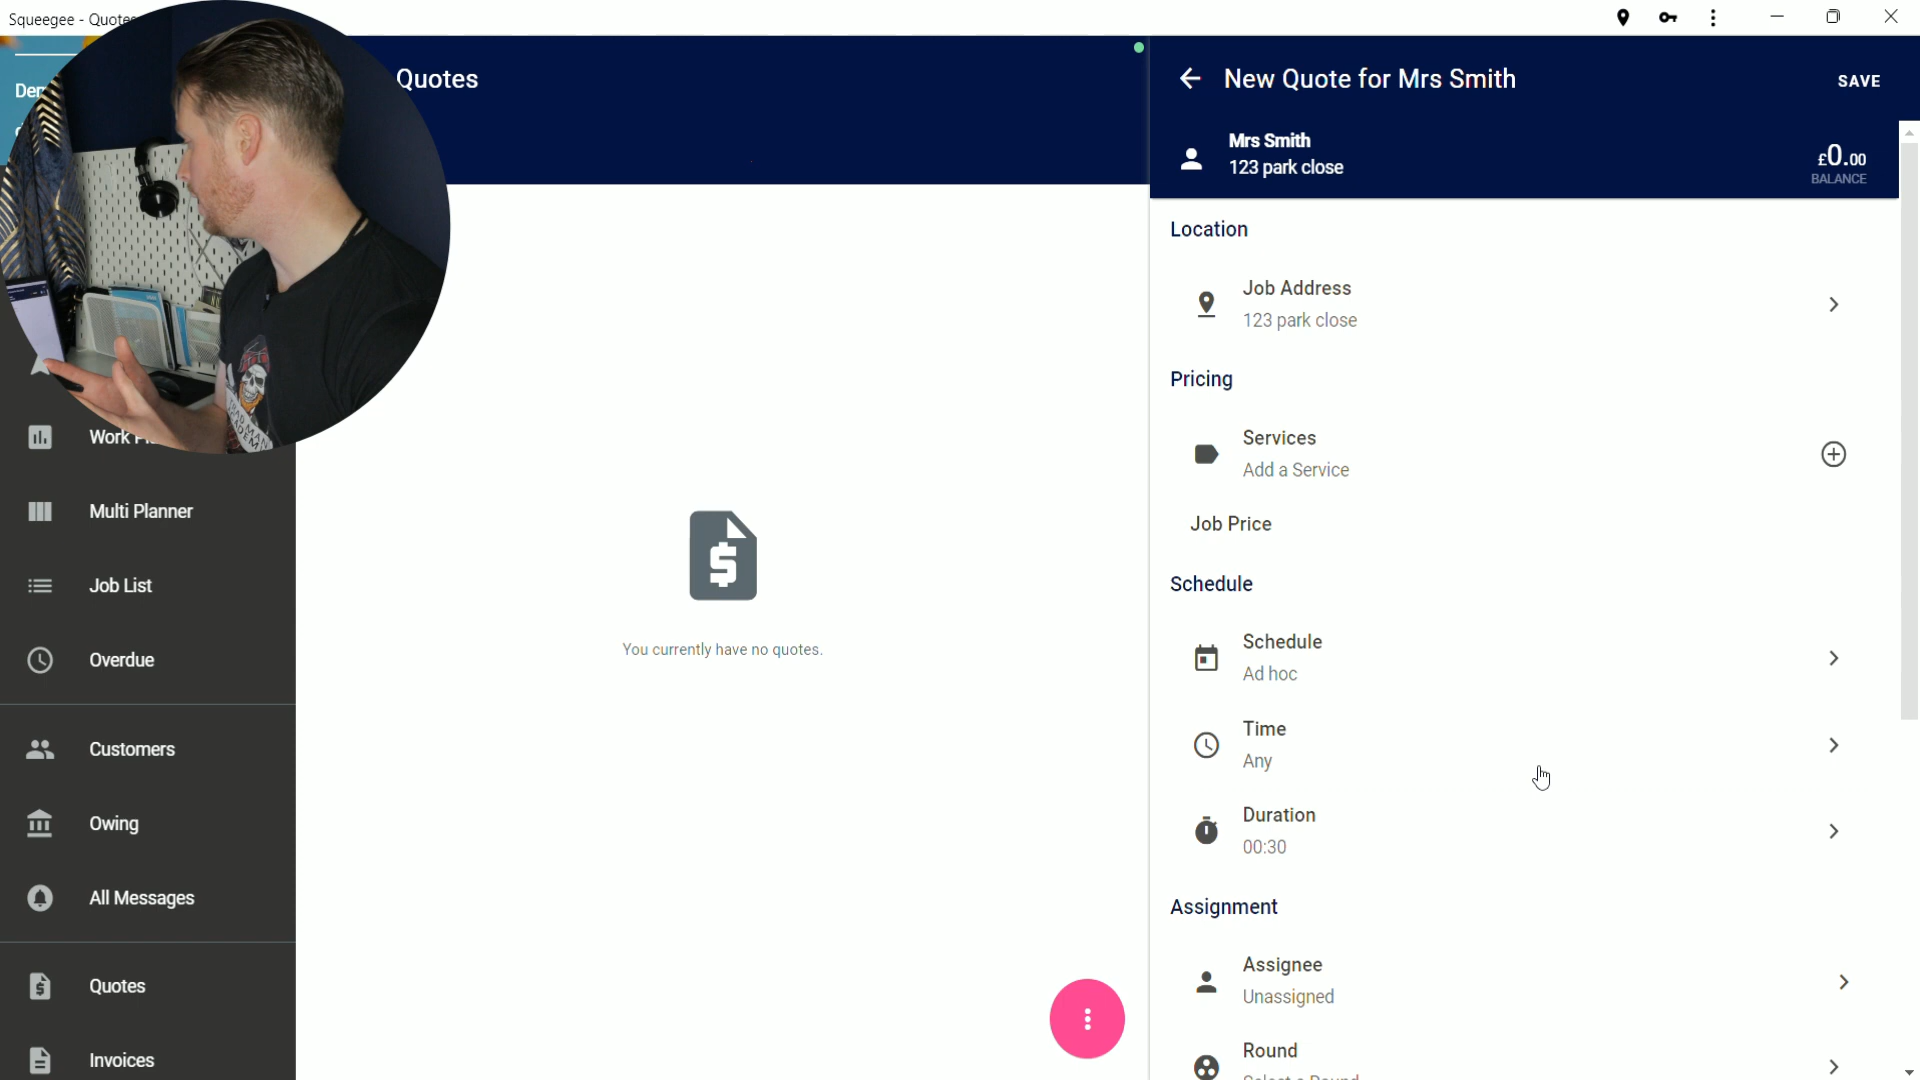 Squeegee - Quotes
Quotes
New Quote for Mrs Smith
SAVE
Mrs Smith
123 park close
£0.00
BALANCE
Location
Job Address
123 park close
Pricing
Services
Add a Service
Job Price
Schedule
Schedule
Ad hoc
Time
Any
Duration
00:30
Assignment
Assignee
Unassigned
Round
Work
Multi Planner
Job List
Overdue
Customers
Owing
All Messages
Quotes
Invoices
You currently have no quotes.